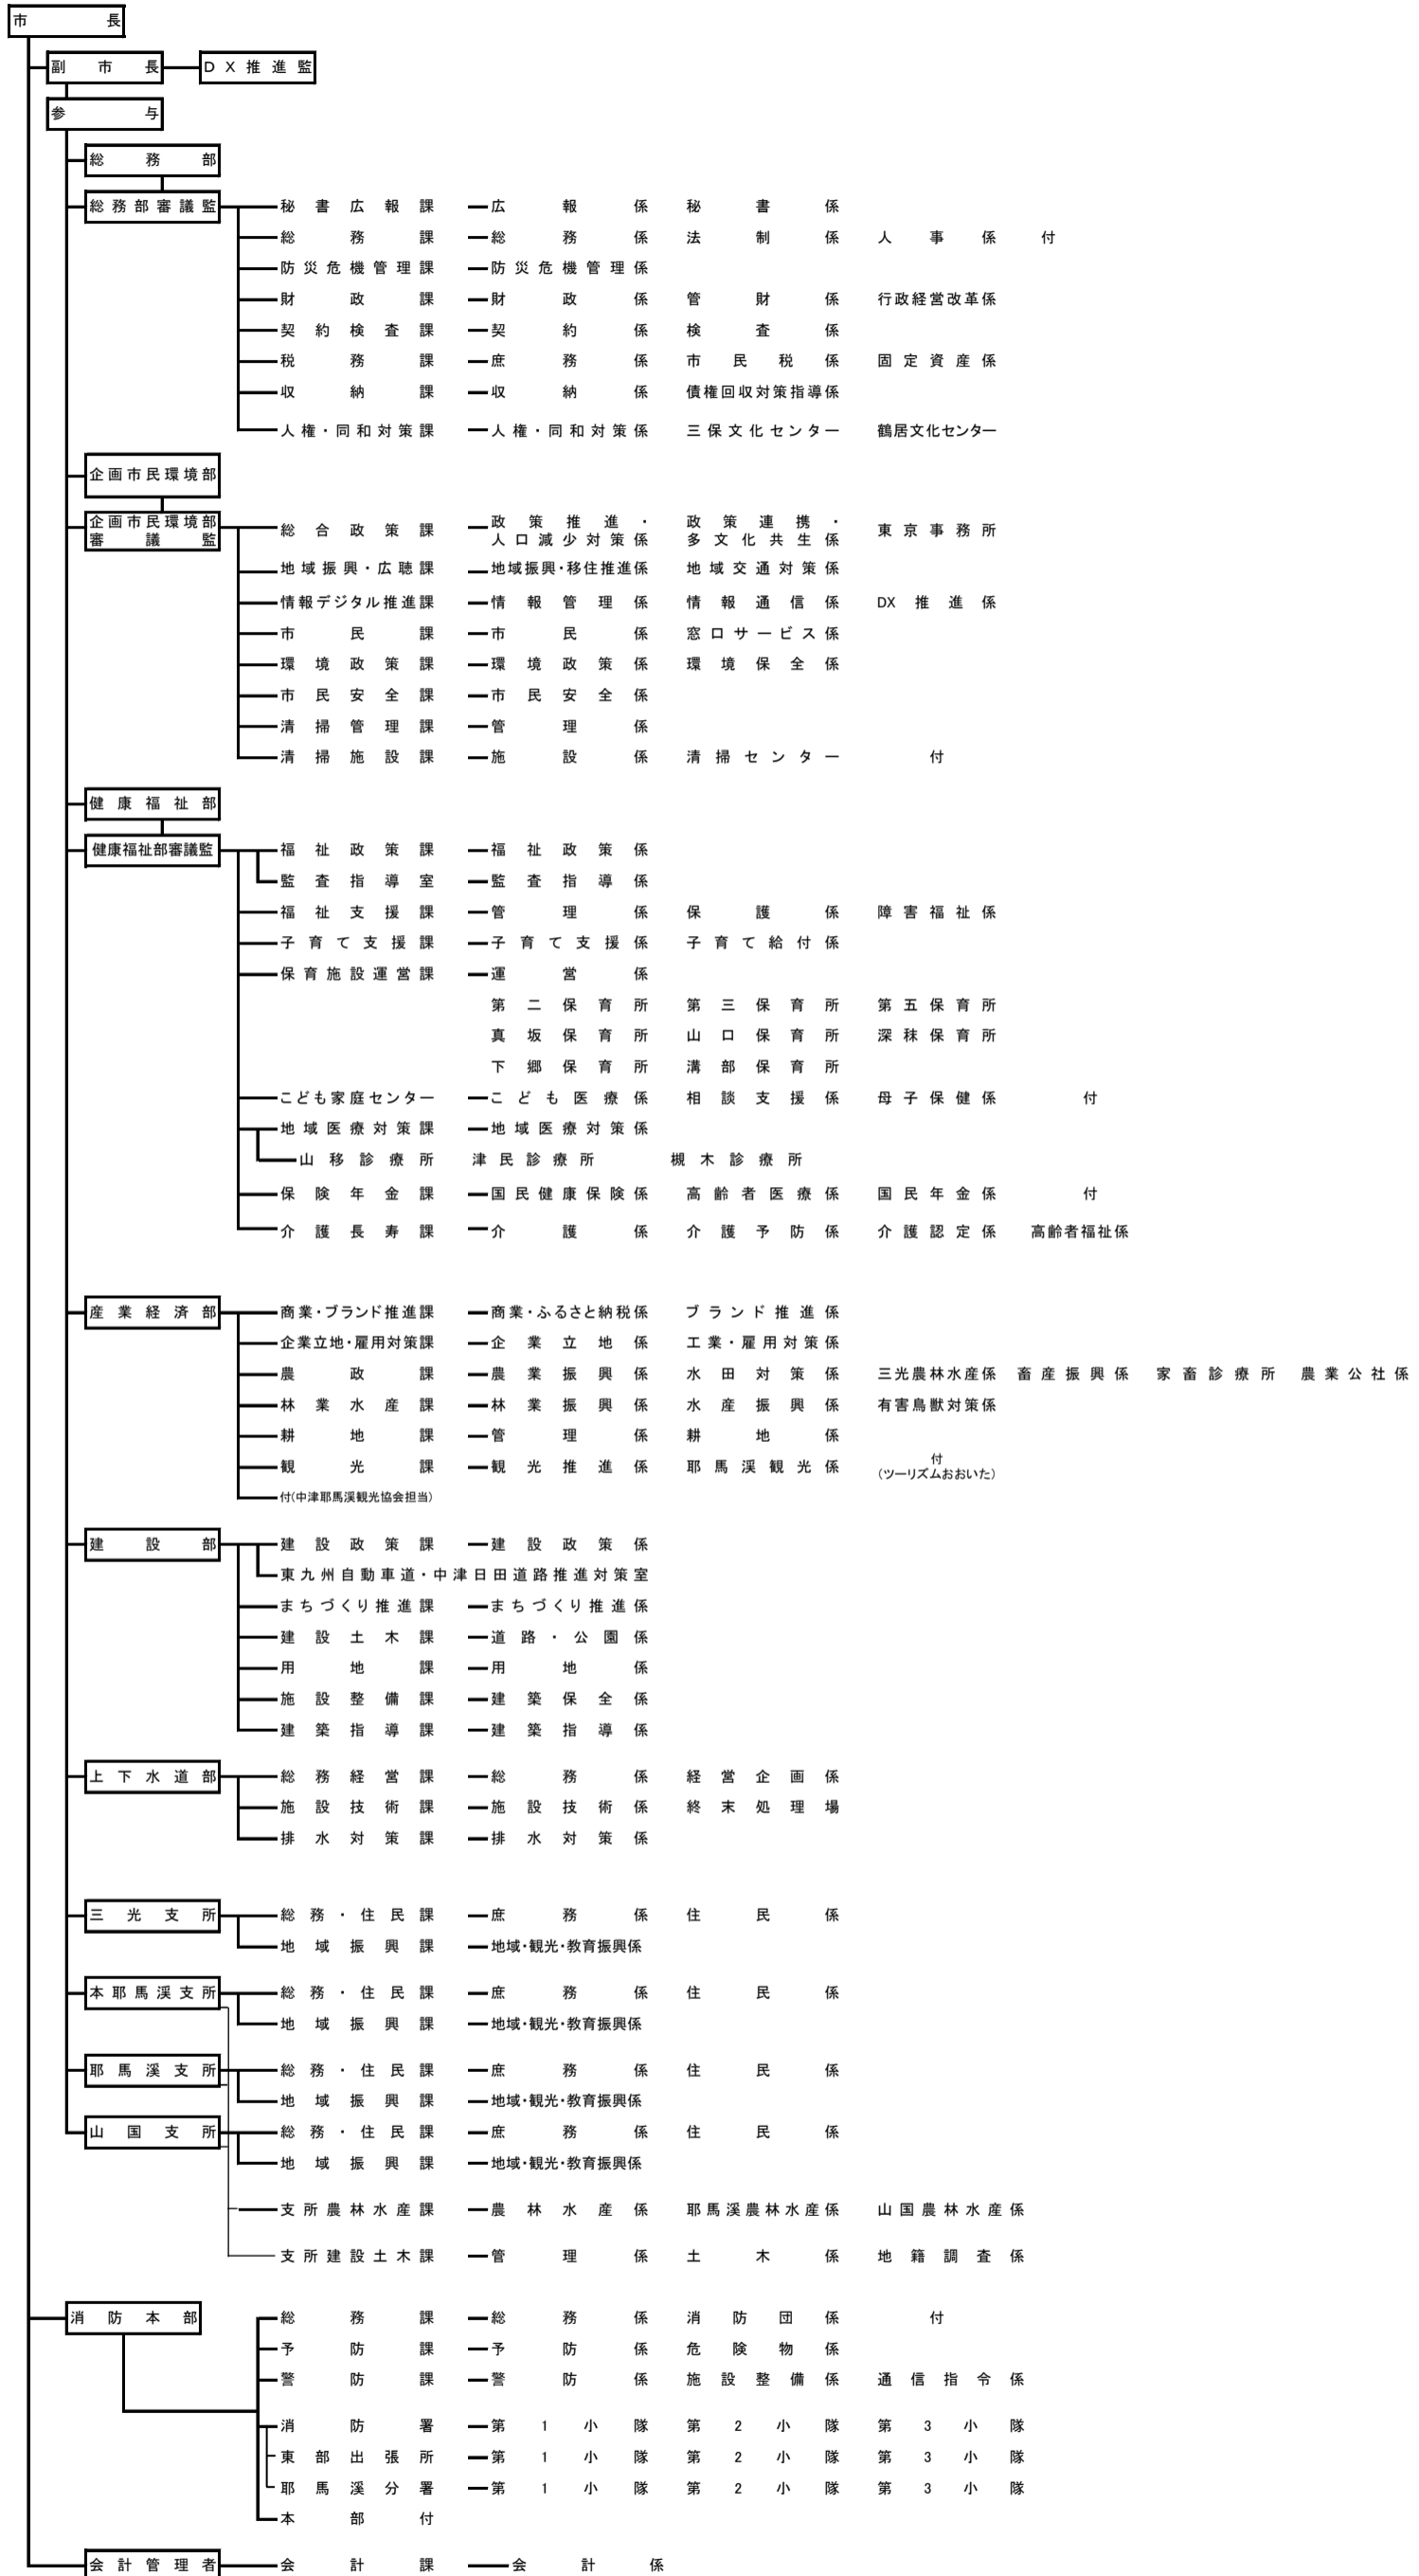 市長
副市長 DX推進監
参与
総務部
総務部審議監 秘書広報課 広報係 秘書係
総務課 総務係 法制係 人事係 付
防災危機管理課 防災危機管理係
財政課 財政係 管財係 行政経営改革係
契約検査課 契約係 検査係
税務課 庶務係 市民税係 固定資産係
収納課 収納係 債権回収対策指導係
人権・同和対策課 人権・同和対策係 三保文化センター 鶴居文化センター
企画市民環境部
企画市民環境部 政策推進・ 政策連携・
審議監 総合政策課 人口減少対策係 多文化共生係 東京事務所
地域振興・広聴課 地域振興・移住推進係 地域交通対策係
情報デジタル推進課 情報管理係 情報通信係 DX推進係
市民課 市民係 窓口サービス係
環境政策課 環境政策係 環境保全係
市民安全課 市民安全係
清掃管理課 管理係
清掃施設課 施設係 清掃センター 付
健康福祉部
健康福祉部審議監 福祉政策課 福祉政策係
監査指導室 監査指導係
福祉支援課 管理係 保護係 障害福祉係
子育て支援課 子育て支援係 子育て給付係
保育施設運営課 運営係
第二保育所 第三保育所 第五保育所
真坂保育所 山口保育所 深秣保育所
下郷保育所 溝部保育所
こども家庭センター こども医療係 相談支援係 母子保健係 付
地域医療対策課 地域医療対策係
山移診療所 津民診療所 槻木診療所
保険年金課 国民健康保険係 高齢者医療係 国民年金係 付
介護長寿課 介護係 介護予防係 介護認定係 高齢者福祉係
産業経済部 商業・ブランド推進課 商業・ふるさと納税係 ブランド推進係
企業立地・雇用対策課 企業立地係 工業・雇用対策係
農政課 農業振興係 水田対策係 三光農林水産係 畜産振興係 家畜診療所 農業公社係
林業水産課 林業振興係 水産振興係 有害鳥獣対策係
耕地課 管理係 耕地係
観光課 観光推進係 耶馬渓観光係 付
(ツーリズムおおいた)
付(中津耶馬渓観光協会担当)
建設部 建設政策課 建設政策係
東九州自動車道・中津日田道路推進対策室
まちづくり推進課 まちづくり推進係
建設土木課 道路・公園係
用地課 用地係
施設整備課 建築保全係
建築指導課 建築指導係
上下水道部 総務経営課 総務係 経営企画係
施設技術課 施設技術係 終末処理場
排水対策課 排水対策係
三光支所 総務・住民課 庶務係 住民係
地域振興課 地域・観光・教育振興係
本耶馬渓支所 総務・住民課 庶務係 住民係
地域振興課 地域・観光・教育振興係
耶馬渓支所 総務・住民課 庶務係 住民係
地域振興課 地域・観光・教育振興係
山国支所 総務・住民課 庶務係 住民係
地域振興課 地域・観光・教育振興係
支所農林水産課 農林水産係 耶馬渓農林水産係 山国農林水産係
支所建設土木課 管理係 土木係 地籍調査係
消防本部 総務課 総務係 消防団係 付
予防課 予防係 危険物係
警防課 警防係 施設整備係 通信指令係
消防署 第1小隊 第2小隊 第3小隊
東部出張所 第1小隊 第2小隊 第3小隊
耶馬渓分署 第1小隊 第2小隊 第3小隊
本部付
会計管理者 会計課 会計係